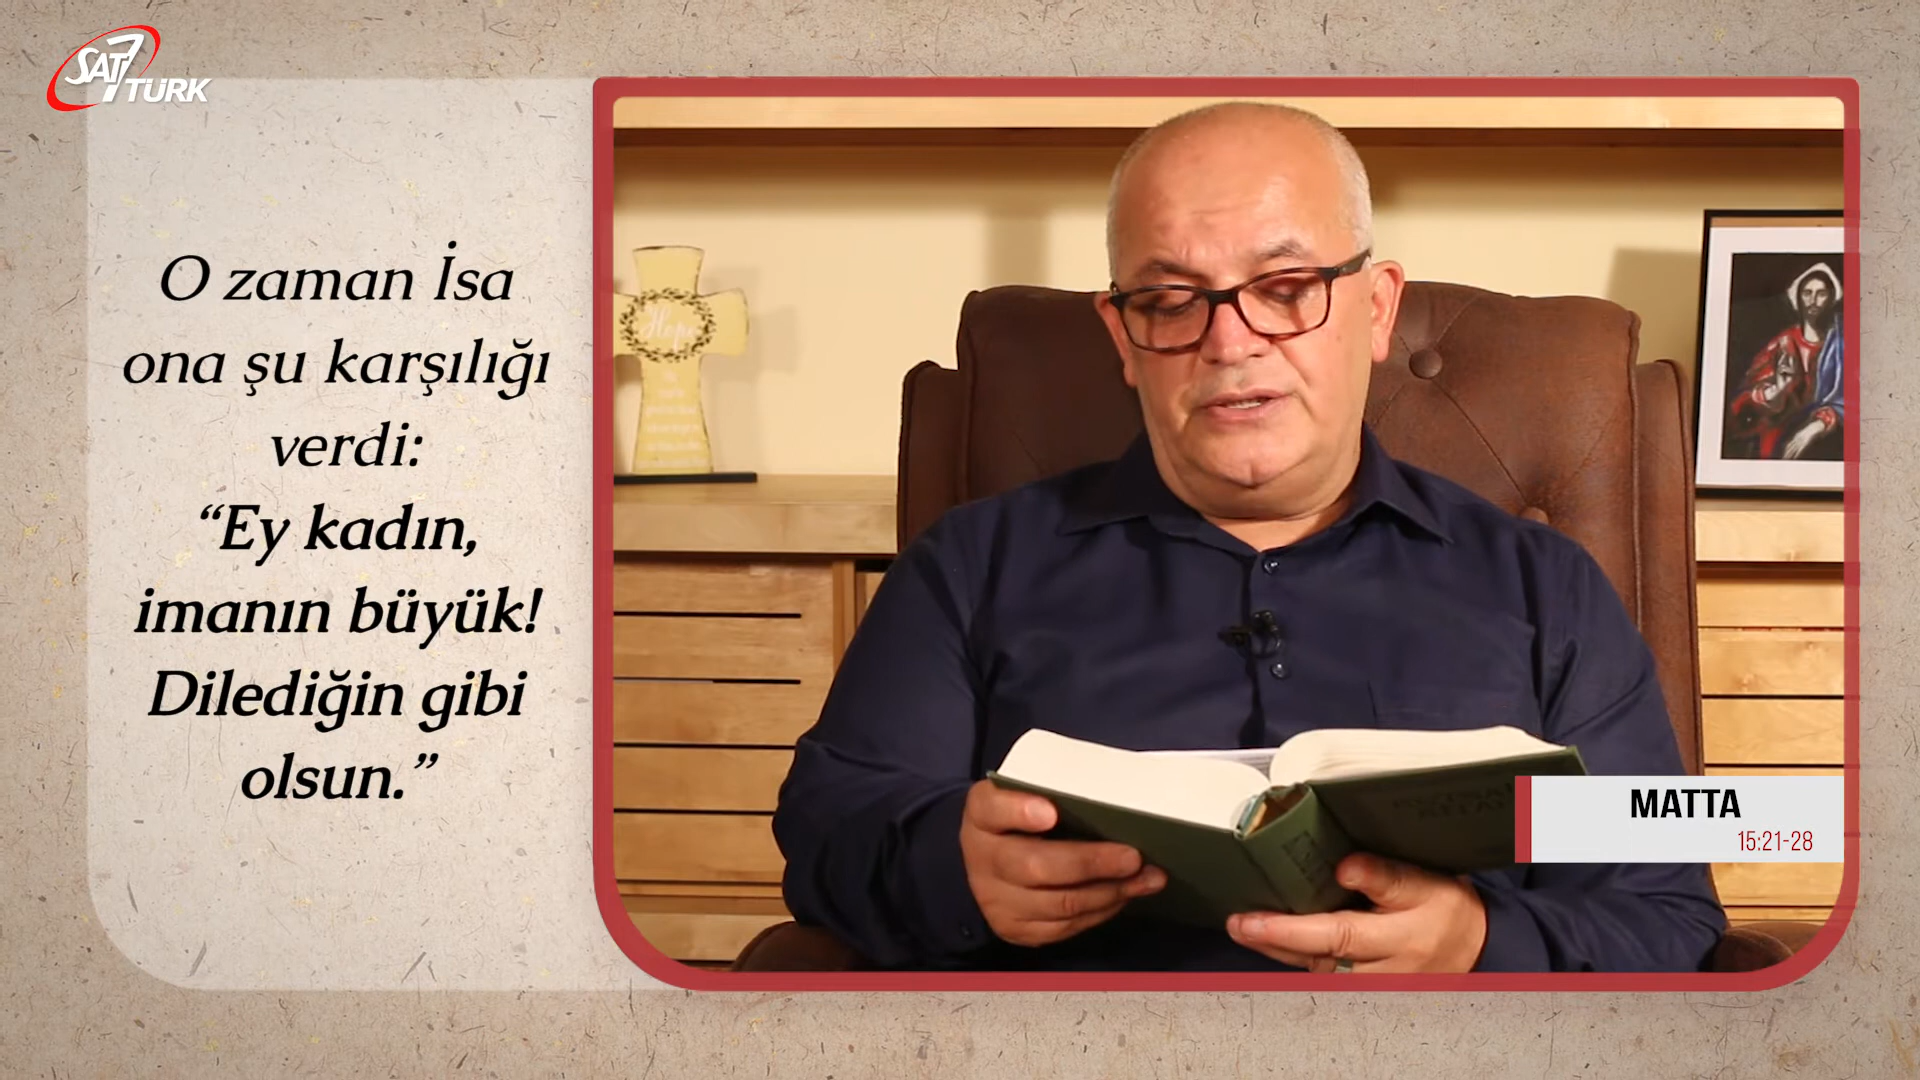 SAT7
TÜRK
O zaman İsa
ona şu karşılığı
verdi:
“Ey kadın,
imanın büyük!
Dilediğin gibi
olsun.”
Hope
MATTA
15:21-28